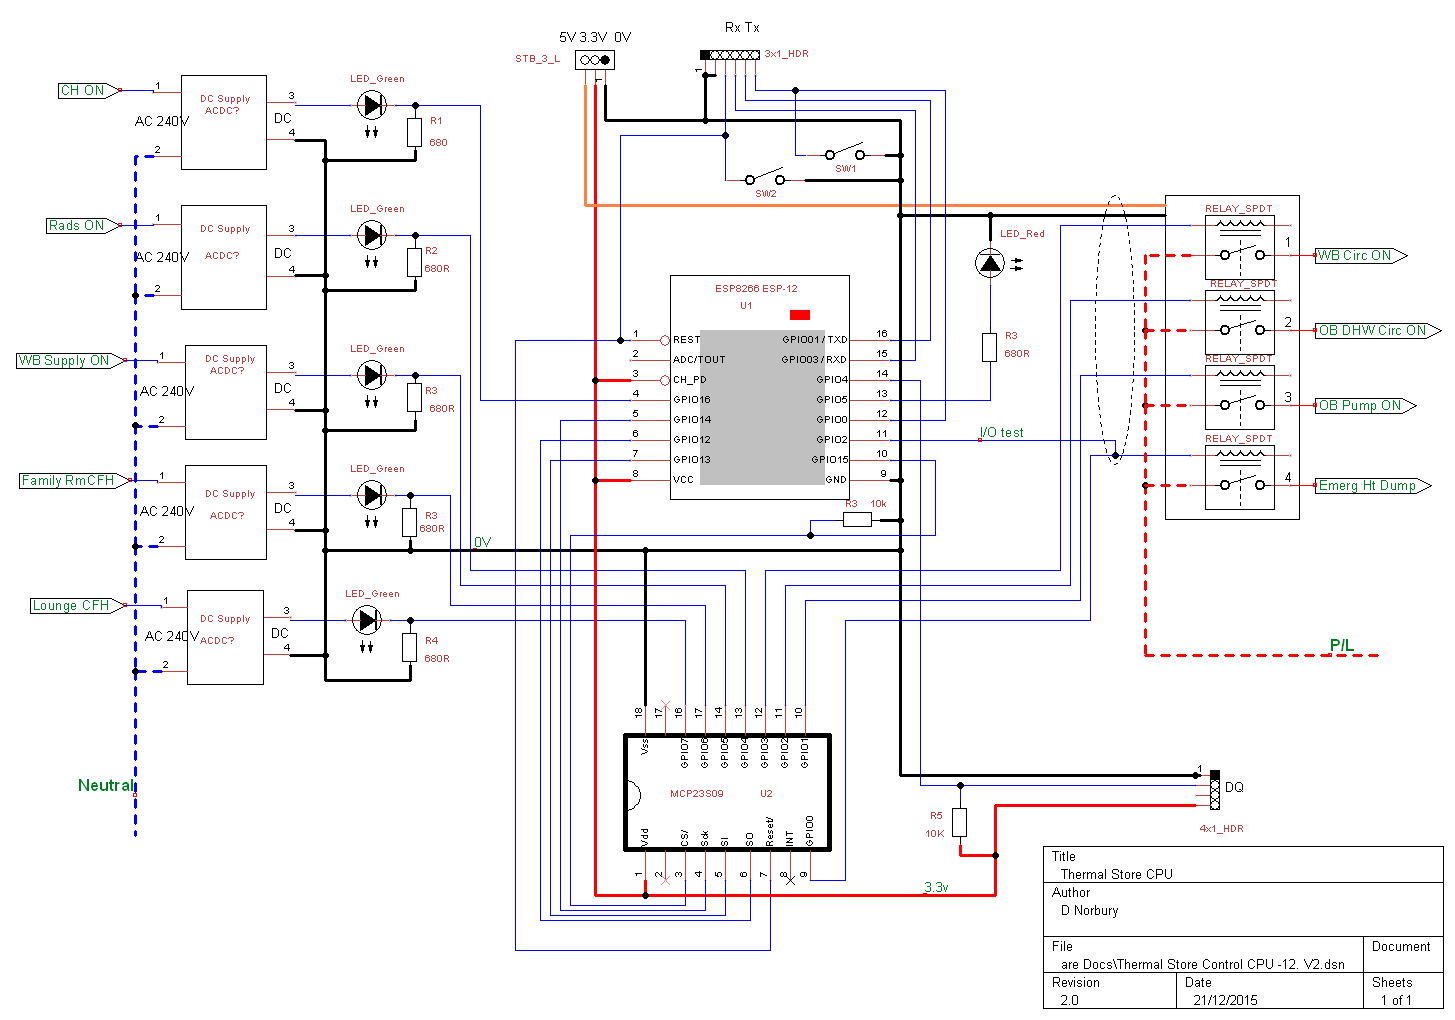 Rx Tx
5V 3.3V 0V
STB_3_L
1
3x1_HDR
1
CH ON
1
DC Supply
ACDC?
AC 240V
2
3
DC
4
LED_Green
R1
680
SW1
SW2
Rads ON
1
DC Supply
AC 240V
ACDC?
2
3
DC
4
LED_Green
R2
680R
LED_Red
R3
680R
RELAY_SPDT
1
WB Circ ON
RELAY_SPDT
2
OB DHW Circ ON
RELAY_SPDT
3
OB Pump ON
RELAY_SPDT
4
Emerg Ht Dump
P/L
ESP8266 ESP-12
U1
1 REST
2 ADC/TOUT
3 CH_PD
4 GPIO16
5 GPIO14
6 GPIO12
7 GPIO13
8 VCC
GPIO01/TXD 16
GPIO03/RXD 15
GPIO4 14
GPIO5 13
GPIO0 12
GPIO2 11
GPIO15 10
GND 9
I/O test
R3 10k
WB Supply ON
1
DC Supply
ACDC?
AC 240V
2
3
DC
4
LED_Green
R3
680R
Family RmCFH
1
DC Supply
AC 240V
ACDC?
2
3
DC
4
LED_Green
R3
680R
0V
Lounge CFH
1
DC Supply
AC 240V
ACDC?
2
3
DC
4
LED_Green
R4
680R
Neutral
18
17
16
17
14
13
12
11
10
Vss
GPIO7
GPIO6
GPIO5
GPIO4
GPIO3
GPIO2
GPIO1
MCP23S09
U2
Vdd
CS/
Sck
SI
SO
Reset/
INT
GPIO0
1
2
3
4
5
6
7
8
9
3.3v
R5
10K
1
DQ
4x1_HDR
Title
Thermal Store CPU
Author
D Norbury
File
are Docs\Thermal Store Control CPU -12. V2.dsn
Document
Revision
2.0
Date
21/12/2015
Sheets
1 of 1